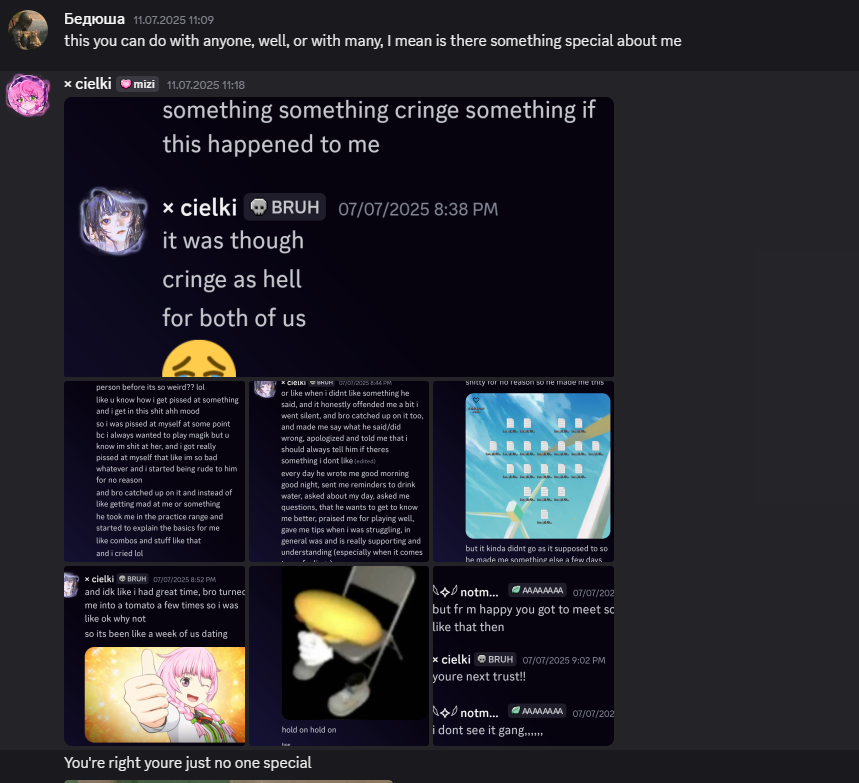 Бедюша 11.07.2025 11:09
this you can do with anyone, well, or with many, I mean is there something special about me
× cielki mizi 11.07.2025 11:18
something something cringe something if
this happened to me
× cielki BRUH 07/07/2025 8:38 PM
it was though
cringe as hell
for both of us
person before its so weird?? lol
like u know how i get pissed at something
and i get in this shit ahh mood
so i was pissed at myself at some point
bc i always wanted to play magik but u
know im shit at her, and i got really
pissed at myself that like im so bad
whatever and i started being rude to him
for no reason
and bro catched up on it and instead of
like getting mad at me or something
he took me in the practice range and
started to explain the basics for me
like combos and stuff like that
and i cried lol
× cielki BRUH 07/07/2025 8:44 PM
or like when i didnt like something he
said, and it honestly offended me a bit i
went silent, and bro catched up on it too,
and made me say what he said/did
wrong, apologized and told me that i
should always tell him if theres
something i dont like (edited)
every day he wrote me good morning
good night, sent me reminders to drink
water, asked about my day, asked me
questions, that he wants to get to know
me better, praised me for playing well,
gave me tips when i was struggling, in
general was and is really supporting and
understanding (especially when it comes
shitty for no reason so he made me this
but it kinda didnt go as it supposed to so
he made me something else a few days
× cielki BRUH 07/07/2025 8:52 PM
and idk like i had great time, bro turned
me into a tomato a few times so i was
like ok why not
so its been like a week of us dating
hold on hold on
notm... AAAAAAA 07/07/202
but fr m happy you got to meet so
like that then
× cielki BRUH 07/07/2025 9:02 PM
youre next trust!!
notm... AAAAAAA 07/07/202
i dont see it gang,,,,,,
You're right youre just no one special